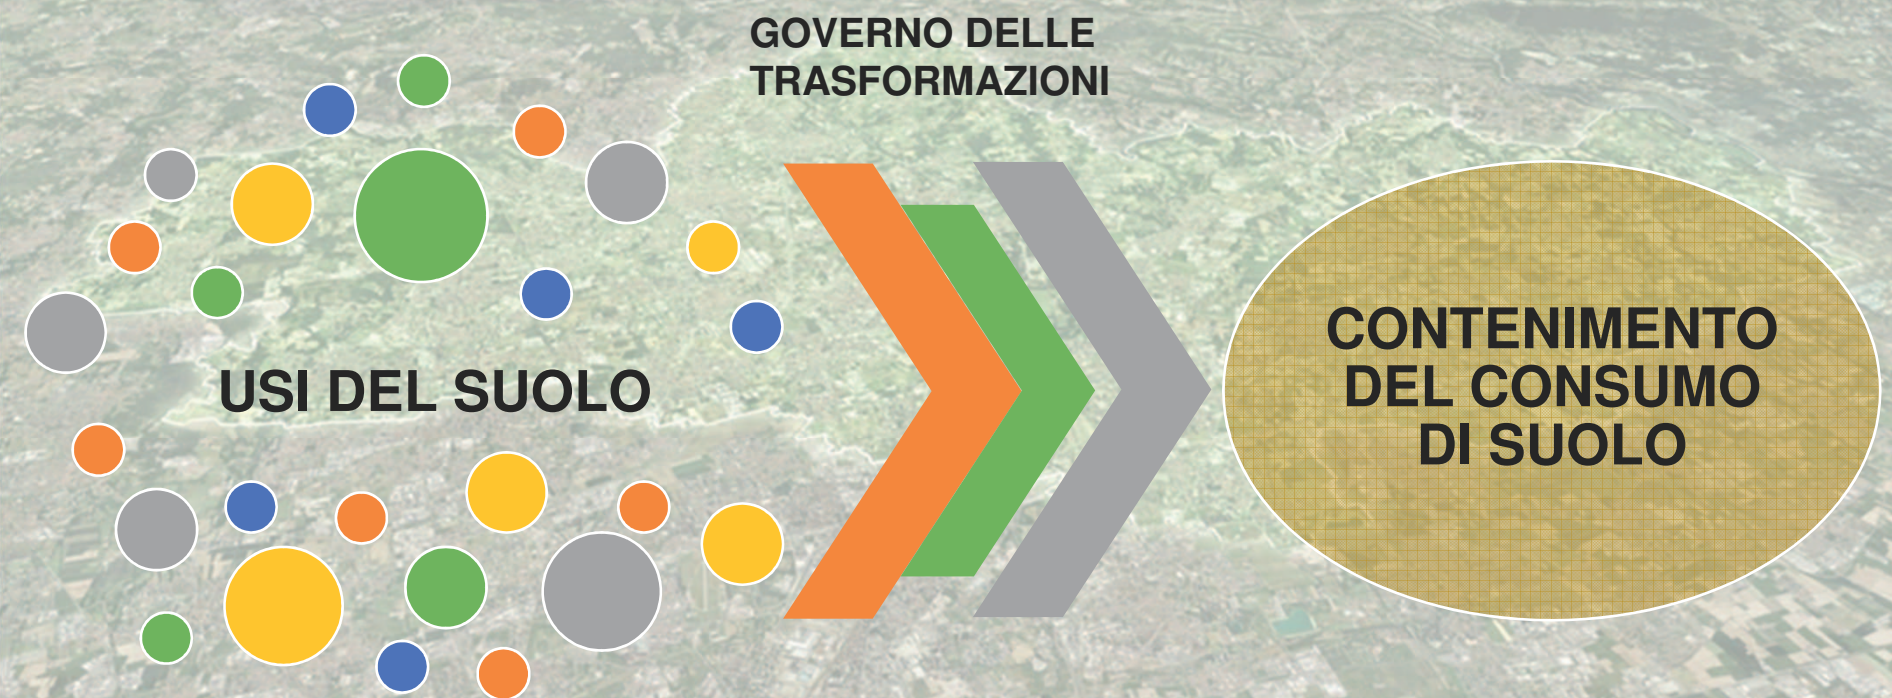 GOVERNO DELLE
TRASFORMAZIONI
USI DEL SUOLO
CONTENIMENTO
DEL CONSUMO
DI SUOLO